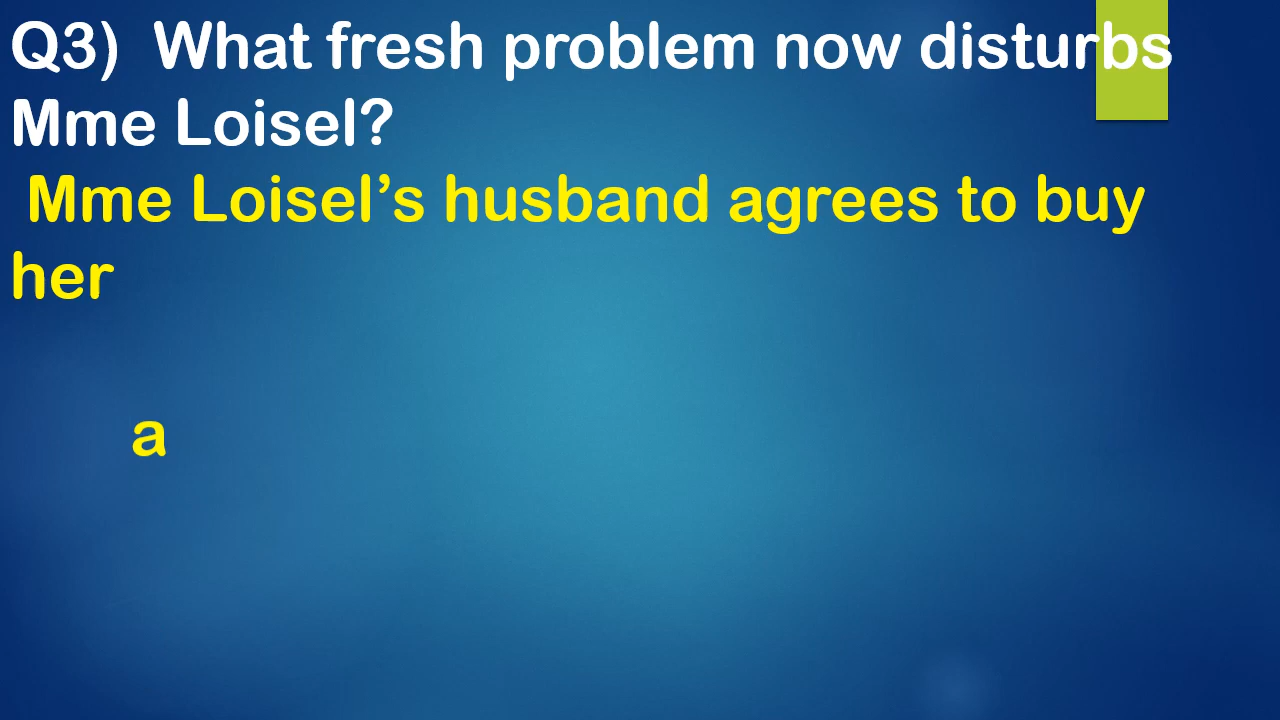 Q3) What fresh problem now disturbs
Mme Loisel?
Mme Loisel’s husband agrees to buy
her
a